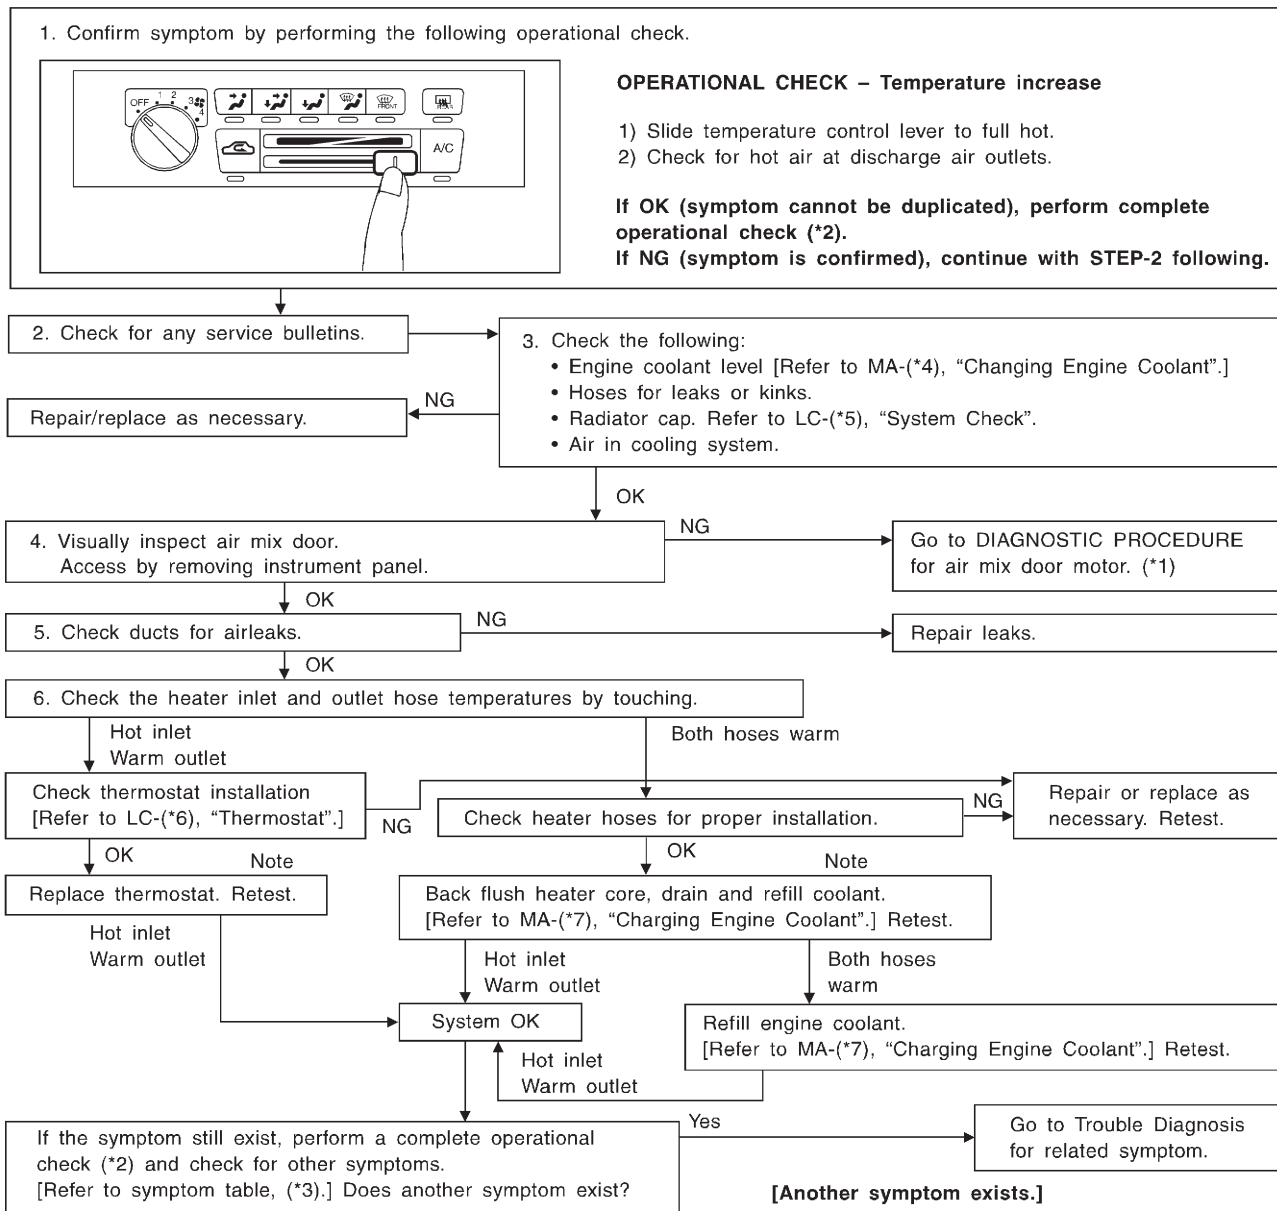 1. Confirm symptom by performing the following operational check.
OFF 1 2 3 4
FRONT
REAR
A/C
OPERATIONAL CHECK – Temperature increase
1) Slide temperature control lever to full hot.
2) Check for hot air at discharge air outlets.
If OK (symptom cannot be duplicated), perform complete
operational check (*2).
If NG (symptom is confirmed), continue with STEP-2 following.
2. Check for any service bulletins.
3. Check the following:
• Engine coolant level [Refer to MA-(*4), “Changing Engine Coolant”.]
• Hoses for leaks or kinks.
• Radiator cap. Refer to LC-(*5), “System Check”.
• Air in cooling system.
NG
Repair/replace as necessary.
OK
4. Visually inspect air mix door.
Access by removing instrument panel.
NG
Go to DIAGNOSTIC PROCEDURE
for air mix door motor. (*1)
OK
5. Check ducts for airleaks.
NG
Repair leaks.
OK
6. Check the heater inlet and outlet hose temperatures by touching.
Hot inlet
Warm outlet
Both hoses warm
Check thermostat installation
[Refer to LC-(*6), “Thermostat”.]
NG
Check heater hoses for proper installation.
NG
Repair or replace as
necessary. Retest.
OK
Note
OK
Note
Replace thermostat. Retest.
Back flush heater core, drain and refill coolant.
[Refer to MA-(*7), “Charging Engine Coolant”.] Retest.
Hot inlet
Warm outlet
Hot inlet
Warm outlet
Both hoses
warm
System OK
Refill engine coolant.
[Refer to MA-(*7), “Charging Engine Coolant”.] Retest.
Hot inlet
Warm outlet
If the symptom still exist, perform a complete operational
check (*2) and check for other symptoms.
[Refer to symptom table, (*3).] Does another symptom exist?
Yes
Go to Trouble Diagnosis
for related symptom.
[Another symptom exists.]